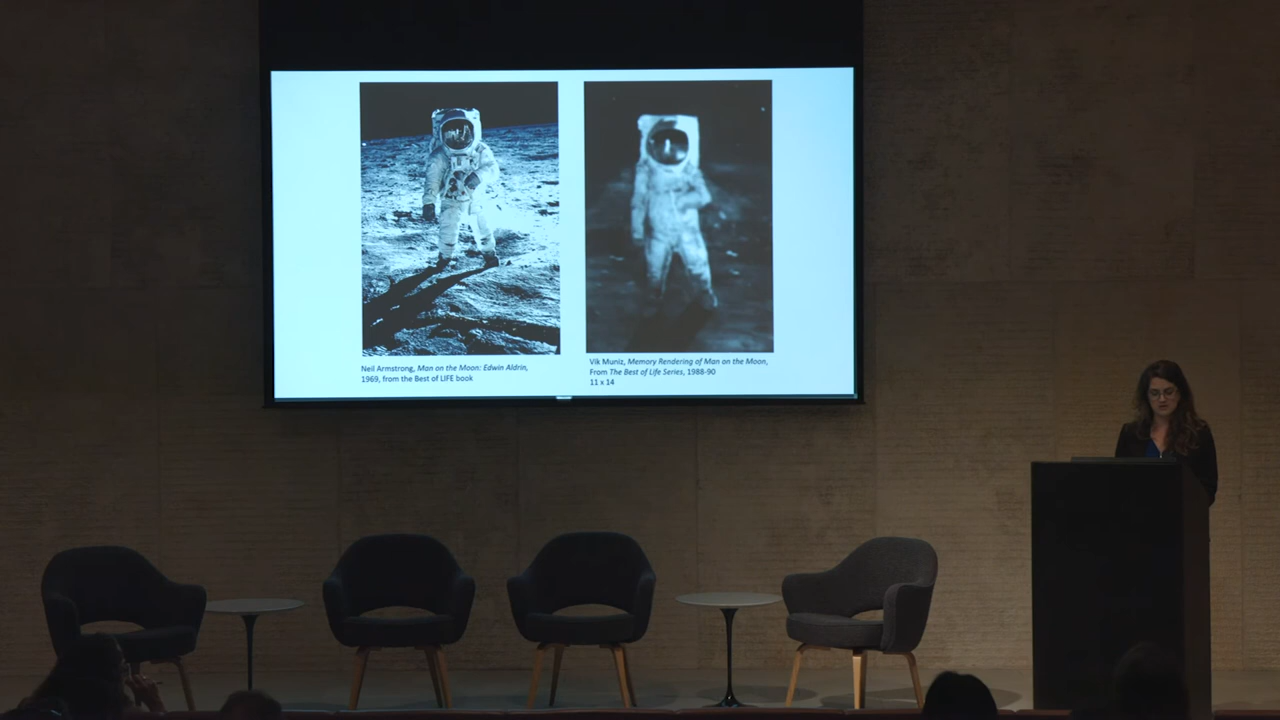 Neil Armstrong, Man on the Moon: Edwin Aldrin,
1969, from the Best of LIFE book
Vik Muniz, Memory Rendering of Man on the Moon,
From The Best of Life Series, 1988-90
11 x 14